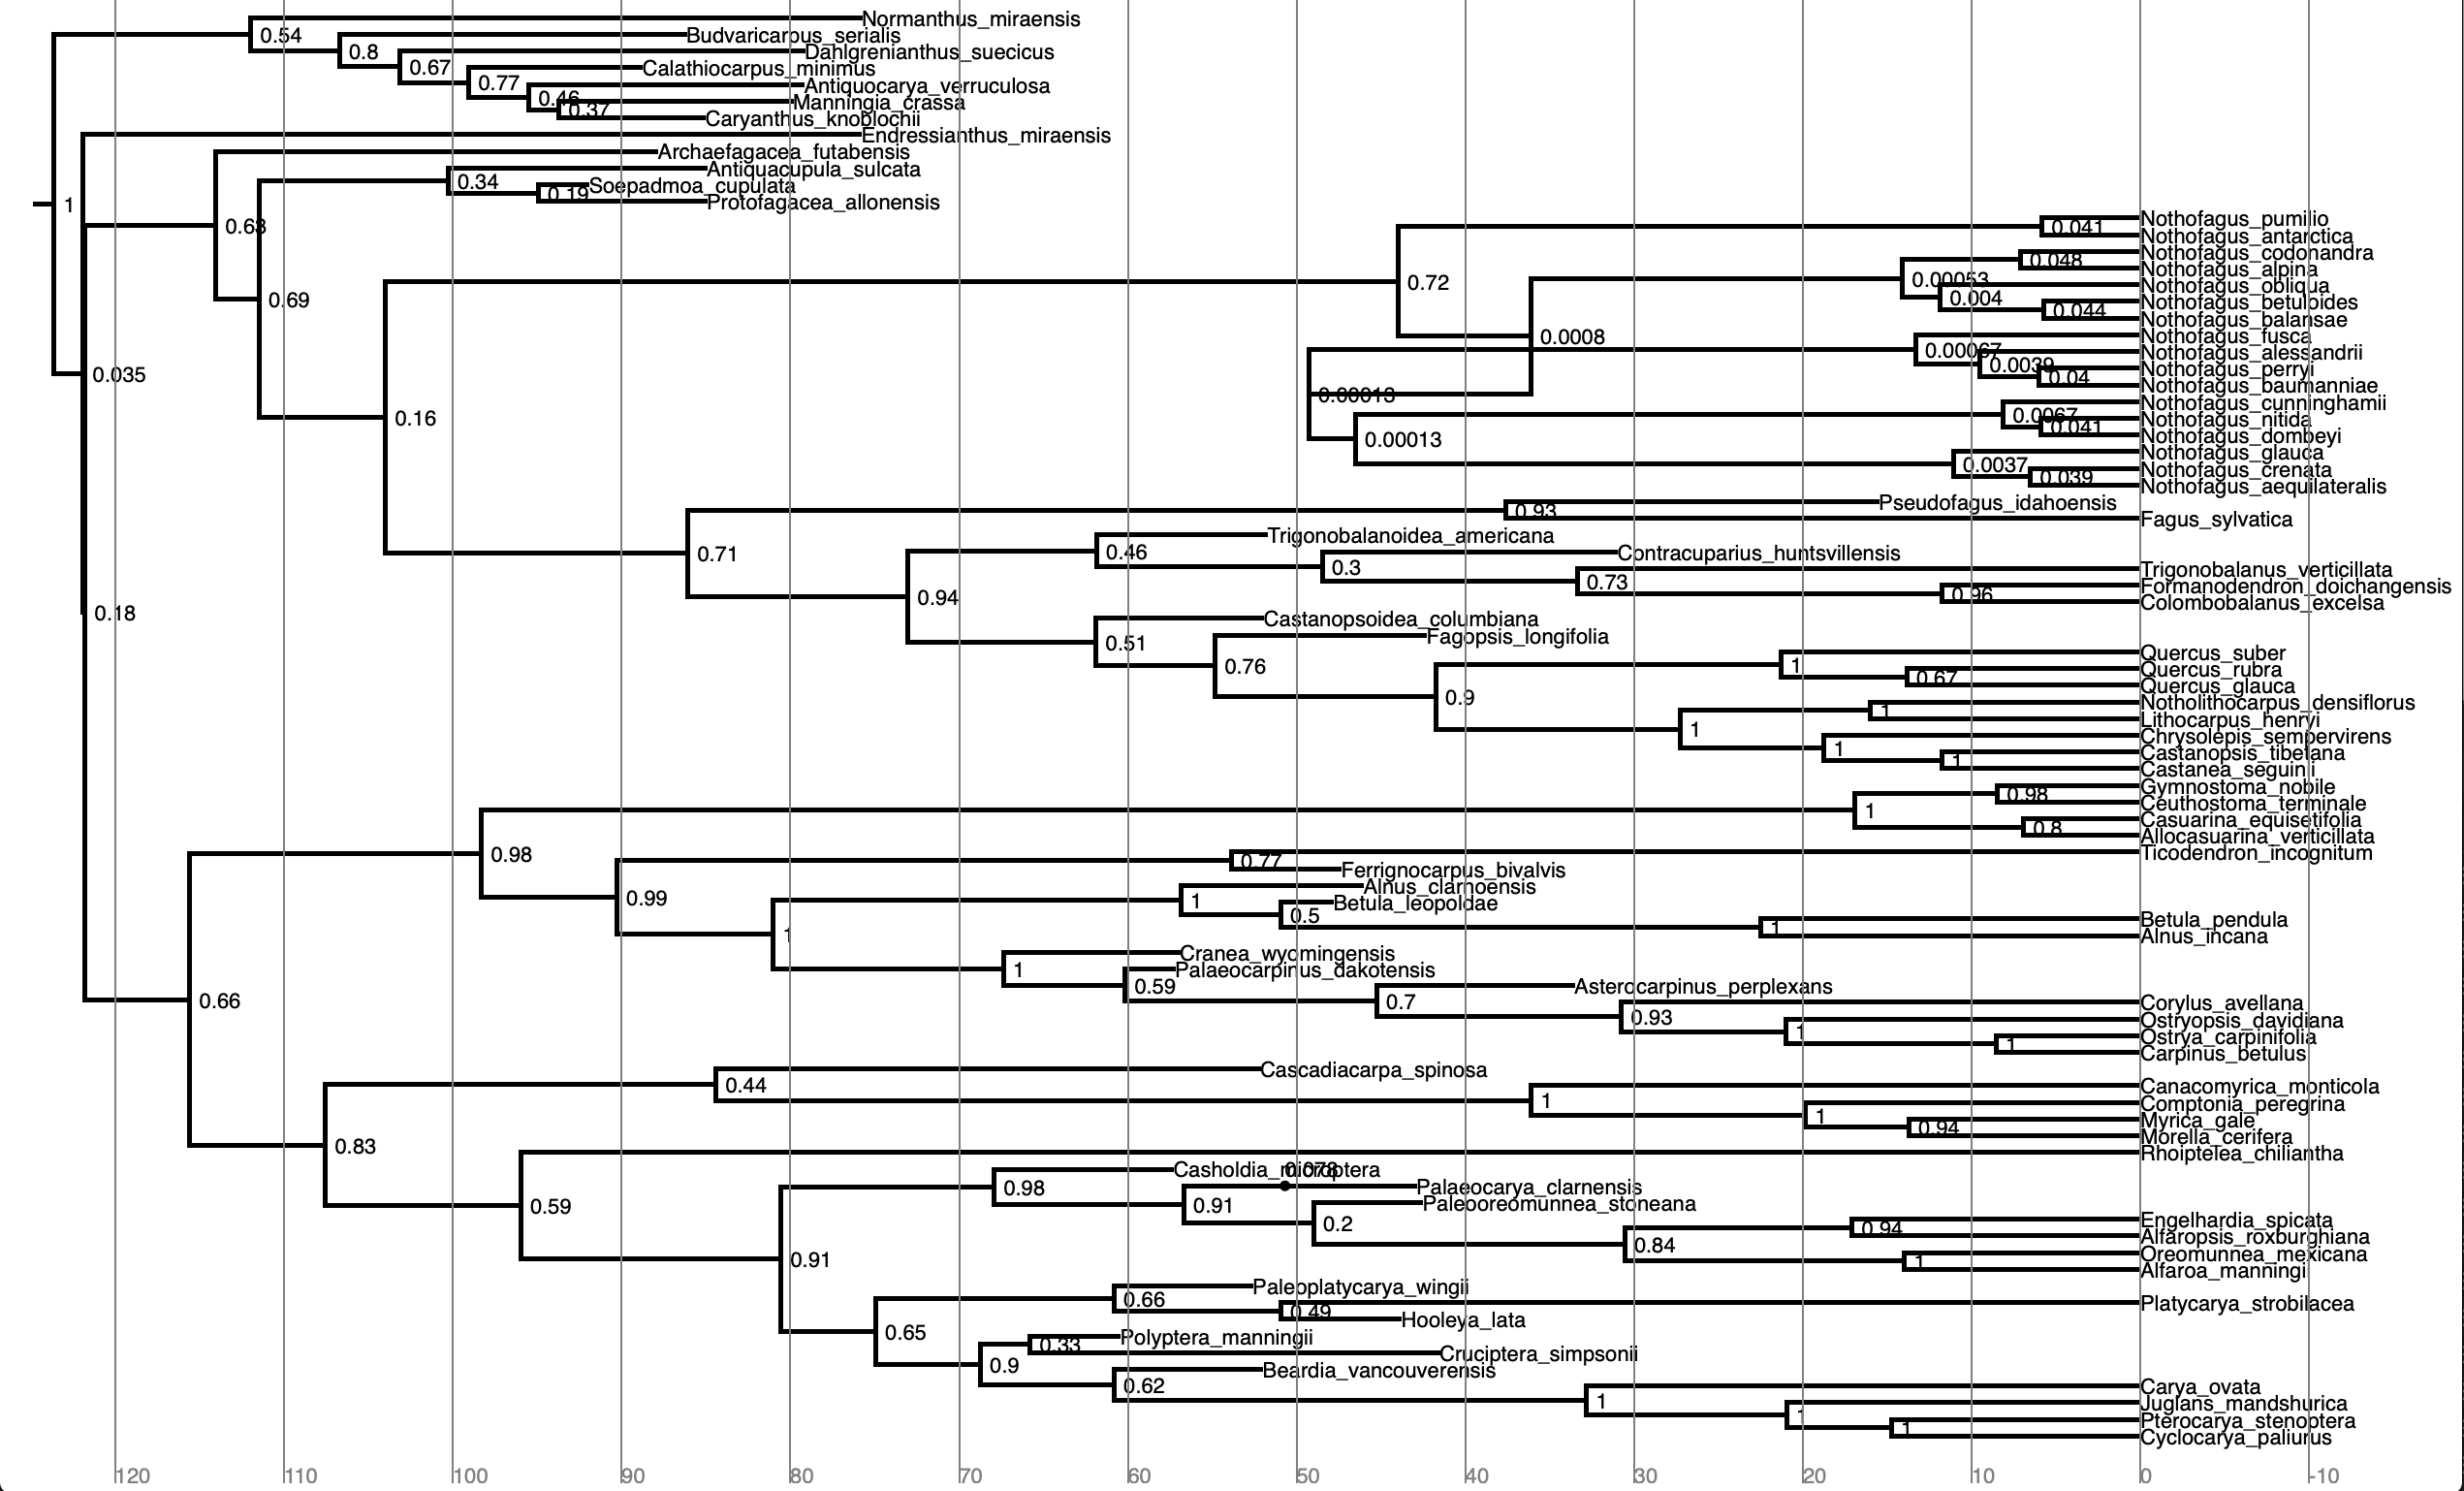 Normanthus_miraensis
0.54
Budvaricarpus_serialis
0.8
Dahlgrenianthus_suecicus
0.67
Calathiocarpus_minimus
0.77
Antiquocarya_verruculosa
0.46
Manningia_crassa
0.37
Caryanthus_knoblochii
Endressianthus_miraensis
Archaefagacea_futabensis
Antiquacupula_sulcata
0.34
Soepadmoa_cupulata
0.19
Protofagacea_allonensis
1
Nothofagus_pumilio
0.63
0.041
Nothofagus_antarctica
Nothofagus_codonandra
0.048
Nothofagus_alpina
0.72
0.00053
Nothofagus_obliqua
0.69
0.004
Nothofagus_betuloides
0.044
Nothofagus_balansae
0.0008
Nothofagus_fusca
0.00067
Nothofagus_alessandrii
0.0039
Nothofagus_perryi
0.035
0.04
Nothofagus_baumanniae
0.00013
Nothofagus_cunninghamii
0.16
0.0067
Nothofagus_nitida
0.041
Nothofagus_dombeyi
0.00013
Nothofagus_glauca
0.0037
Nothofagus_crenata
0.039
Nothofagus_aequilateralis
Pseudofagus_idahoensis
0.93
Fagus_sylvatica
Trigonobalanoidea_americana
0.71
0.46
Contracuparius_huntsvillensis
0.3
Trigonobalanus_verticillata
0.73
Formanodendron_doichangensis
0.94
0.96
Colombobalanus_excelsa
0.18
Castanopsoidea_columbiana
0.51
Fagopsis_longifolia
Quercus_suber
0.76
1
Quercus_rubra
0.67
Quercus_glauca
0.9
Notholithocarpus_densiflorus
1
Lithocarpus_henryi
1
Chrysolepis_sempervirens
1
Castanopsis_tibetana
1
Castanea_seguinii
Gymnostoma_nobile
0.98
Ceuthostoma_terminale
1
Casuarina_equisetifolia
0.8
Allocasuarina_verticillata
0.98
Ticodendron_incognitum
0.77
Ferrignocarpus_bivalvis
Alnus_clarnoensis
0.99
1
Betula_leopoldae
0.5
Betula_pendula
1
1
Alnus_incana
Cranea_wyomingensis
1
Palaeocarpinus_dakotensis
0.59
Asterocarpinus_perplexans
0.66
0.7
Corylus_avellana
0.93
Ostryopsis_davidiana
1
Ostrya_carpinifolia
1
Carpinus_betulus
Cascadiacarpa_spinosa
0.44
Canacomyrica_monticola
1
Comptonia_peregrina
1
Myrica_gale
0.94
Morella_cerifera
0.83
Rhoiptelea_chiliantha
Casholdia_microptera
0.98
Palaeocarya_clarnensis
0.91
Paleooreomunnea_stoneana
0.59
0.2
Engelhardia_spicata
0.94
Alfaropsis_roxburghiana
0.84
Oreomunnea_mexicana
0.91
1
Alfaroa_manningii
Paleoplatycarya_wingii
0.66
Platycarya_strobilacea
0.49
Hooleya_lata
0.65
Polyptera_manningii
0.33
Cruciptera_simpsonii
0.9
Beardia_vancouverensis
0.62
Carya_ovata
1
Juglans_mandshurica
1
Pterocarya_stenoptera
1
Cyclocarya_paliurus
120 110 100 90 80 70 60 50 40 30 20 10 0 -10